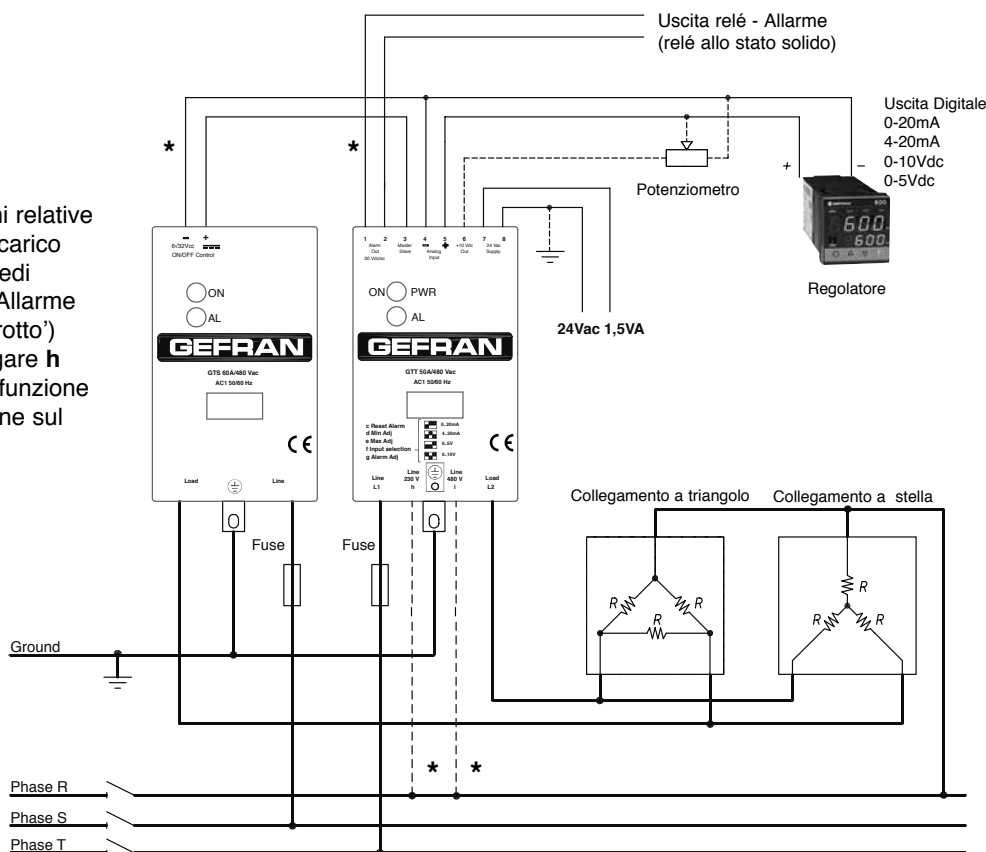 Uscita relé - Allarme
(relé allo stato solido)
Uscita Digitale
0-20mA
4-20mA
0-10Vdc
0-5Vdc
*
*
+
–
Potenziometro
600
600
Regolatore
ni relative
carico
edi
Allarme
rotto’)
gare h
funzione
ne sul
– +
6÷32Vcc
ON/OFF Control
ON
AL
GEFRAN
GTS 60A/480 Vac
AC1 50/60 Hz
CE
Load
Line
1 2 3 4 5 6 7 8
Alarm Out
30 Vdc/ac
Master
Slave
– +
Analog
Input
+10 Vdc
Out
24 Vac
Supply
ON PWR
AL
GEFRAN
GTT 50A/480 Vac
AC1 50/60 Hz
c Reset Alarm
d Min Adj
e Max Adj
f Input selection
g Alarm Adj
0..20mA
4..20mA
0..5V
0..10V
CE
Line
L1
Line
230 V
h
Line
480 V
i
Load
L2
24Vac 1,5VA
Fuse
Fuse
Collegamento a triangolo
Collegamento a stella
R
R
R
R
R
R
Ground
* *
Phase R
Phase S
Phase T